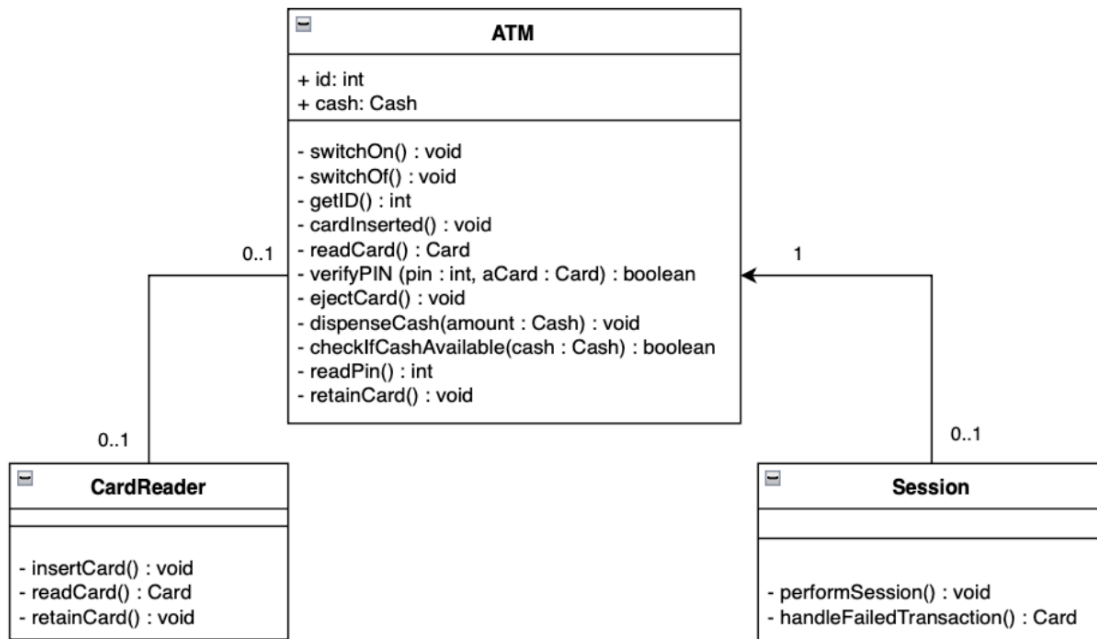 ATM
+ id: int
+ cash: Cash
- switchOn() : void
- switchOf() : void
- getID() : int
- cardInserted() : void
- readCard() : Card
- verifyPIN (pin : int, aCard : Card) : boolean
- ejectCard() : void
- dispenseCash(amount : Cash) : void
- checkIfCashAvailable(cash : Cash) : boolean
- readPin() : int
- retainCard() : void
0..1
1
0..1
0..1
CardReader
- insertCard() : void
- readCard() : Card
- retainCard() : void
Session
- performSession() : void
- handleFailedTransaction() : Card